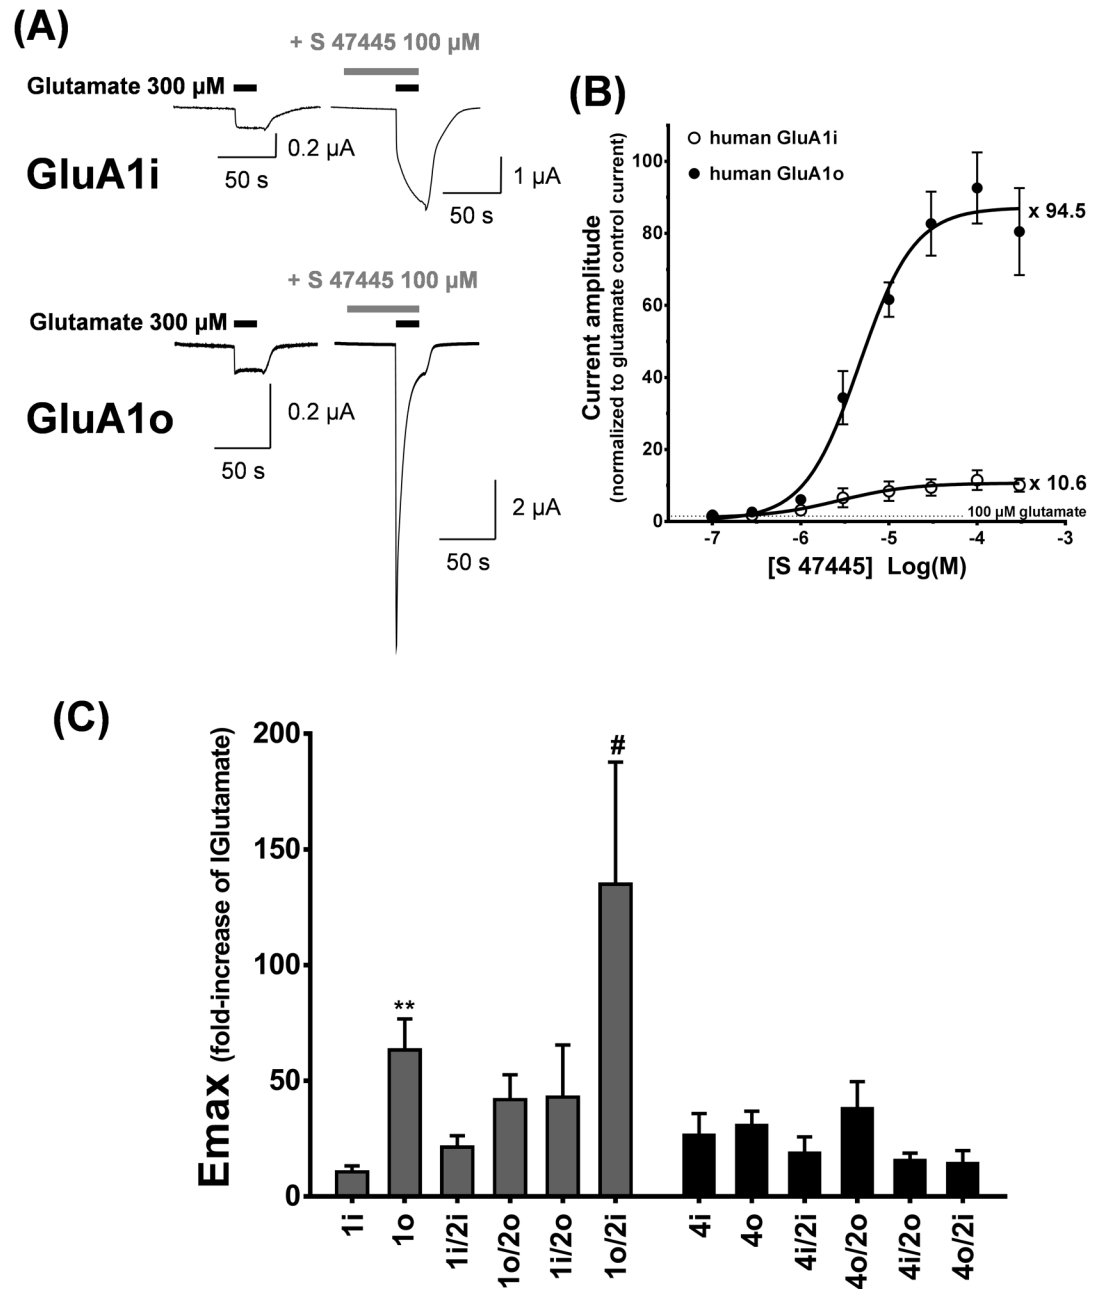 (A)
+ S 47445 100 µM
Glutamate 300 µM
0.2 µA
50 s
GluA1i
1 µA
50 s
+ S 47445 100 µM
Glutamate 300 µM
0.2 µA
50 s
GluA1o
2 µA
50 s
(B)
human GluA1i
human GluA1o
Current amplitude
(normalized to glutamate control current)
100
80
60
40
20
0
x 94.5
x 10.6
100 µM glutamate
-7
-6
-5
-4
-3
[S 47445] Log(M)
(C)
Emax (fold-increase of IGlutamate)
200
150
100
50
0
**
#
1i
1o
1i/2i
1o/2o
1i/2o
1o/2i
4i
4o
4i/2i
4o/2o
4i/2o
4o/2i